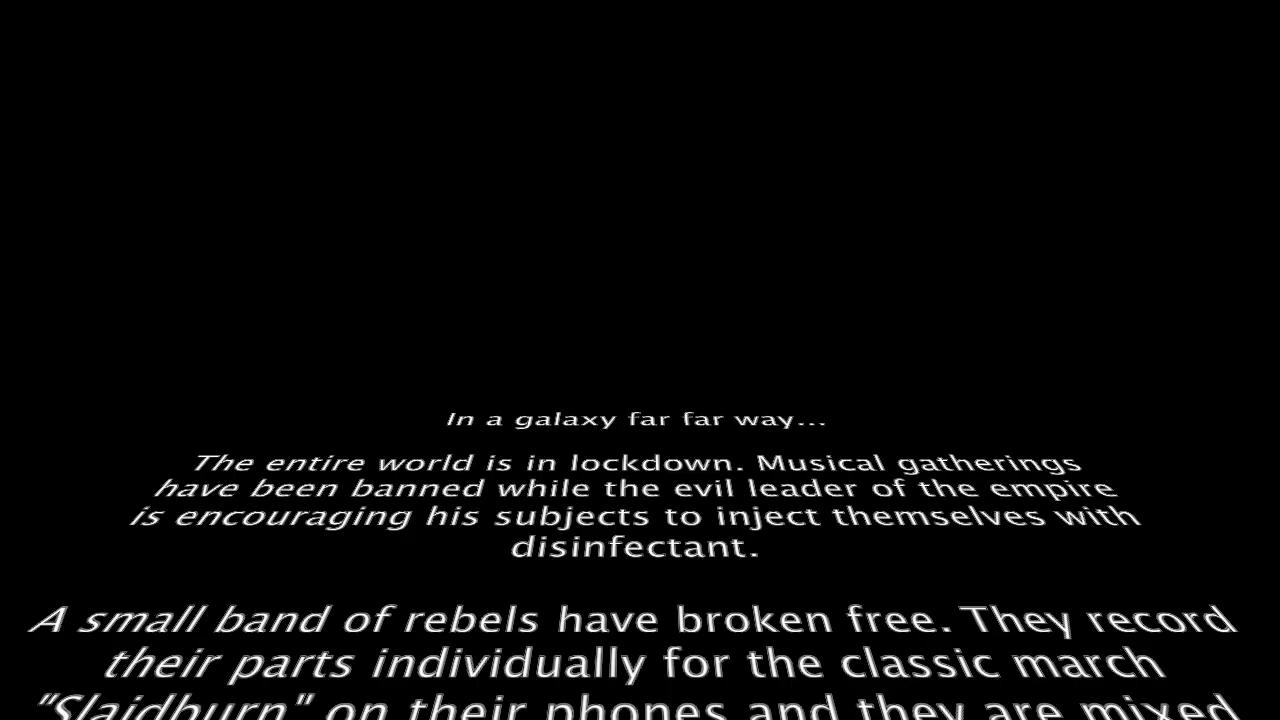 In a galaxy far far way...
The entire world is in lockdown. Musical gatherings
have been banned while the evil leader of the empire
is encouraging his subjects to inject themselves with
disinfectant.
A small band of rebels have broken free. They record
their parts individually for the classic march
"Slaidburn" on their phones and they are mixed